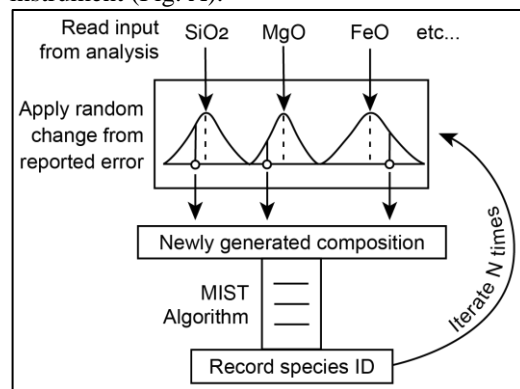 instrument (Fig. A).
Read input
from analysis
SiO2 MgO FeO etc...
Apply random
change from
reported error
Newly generated composition
MIST
Algorithm
Iterate N times
Record species ID